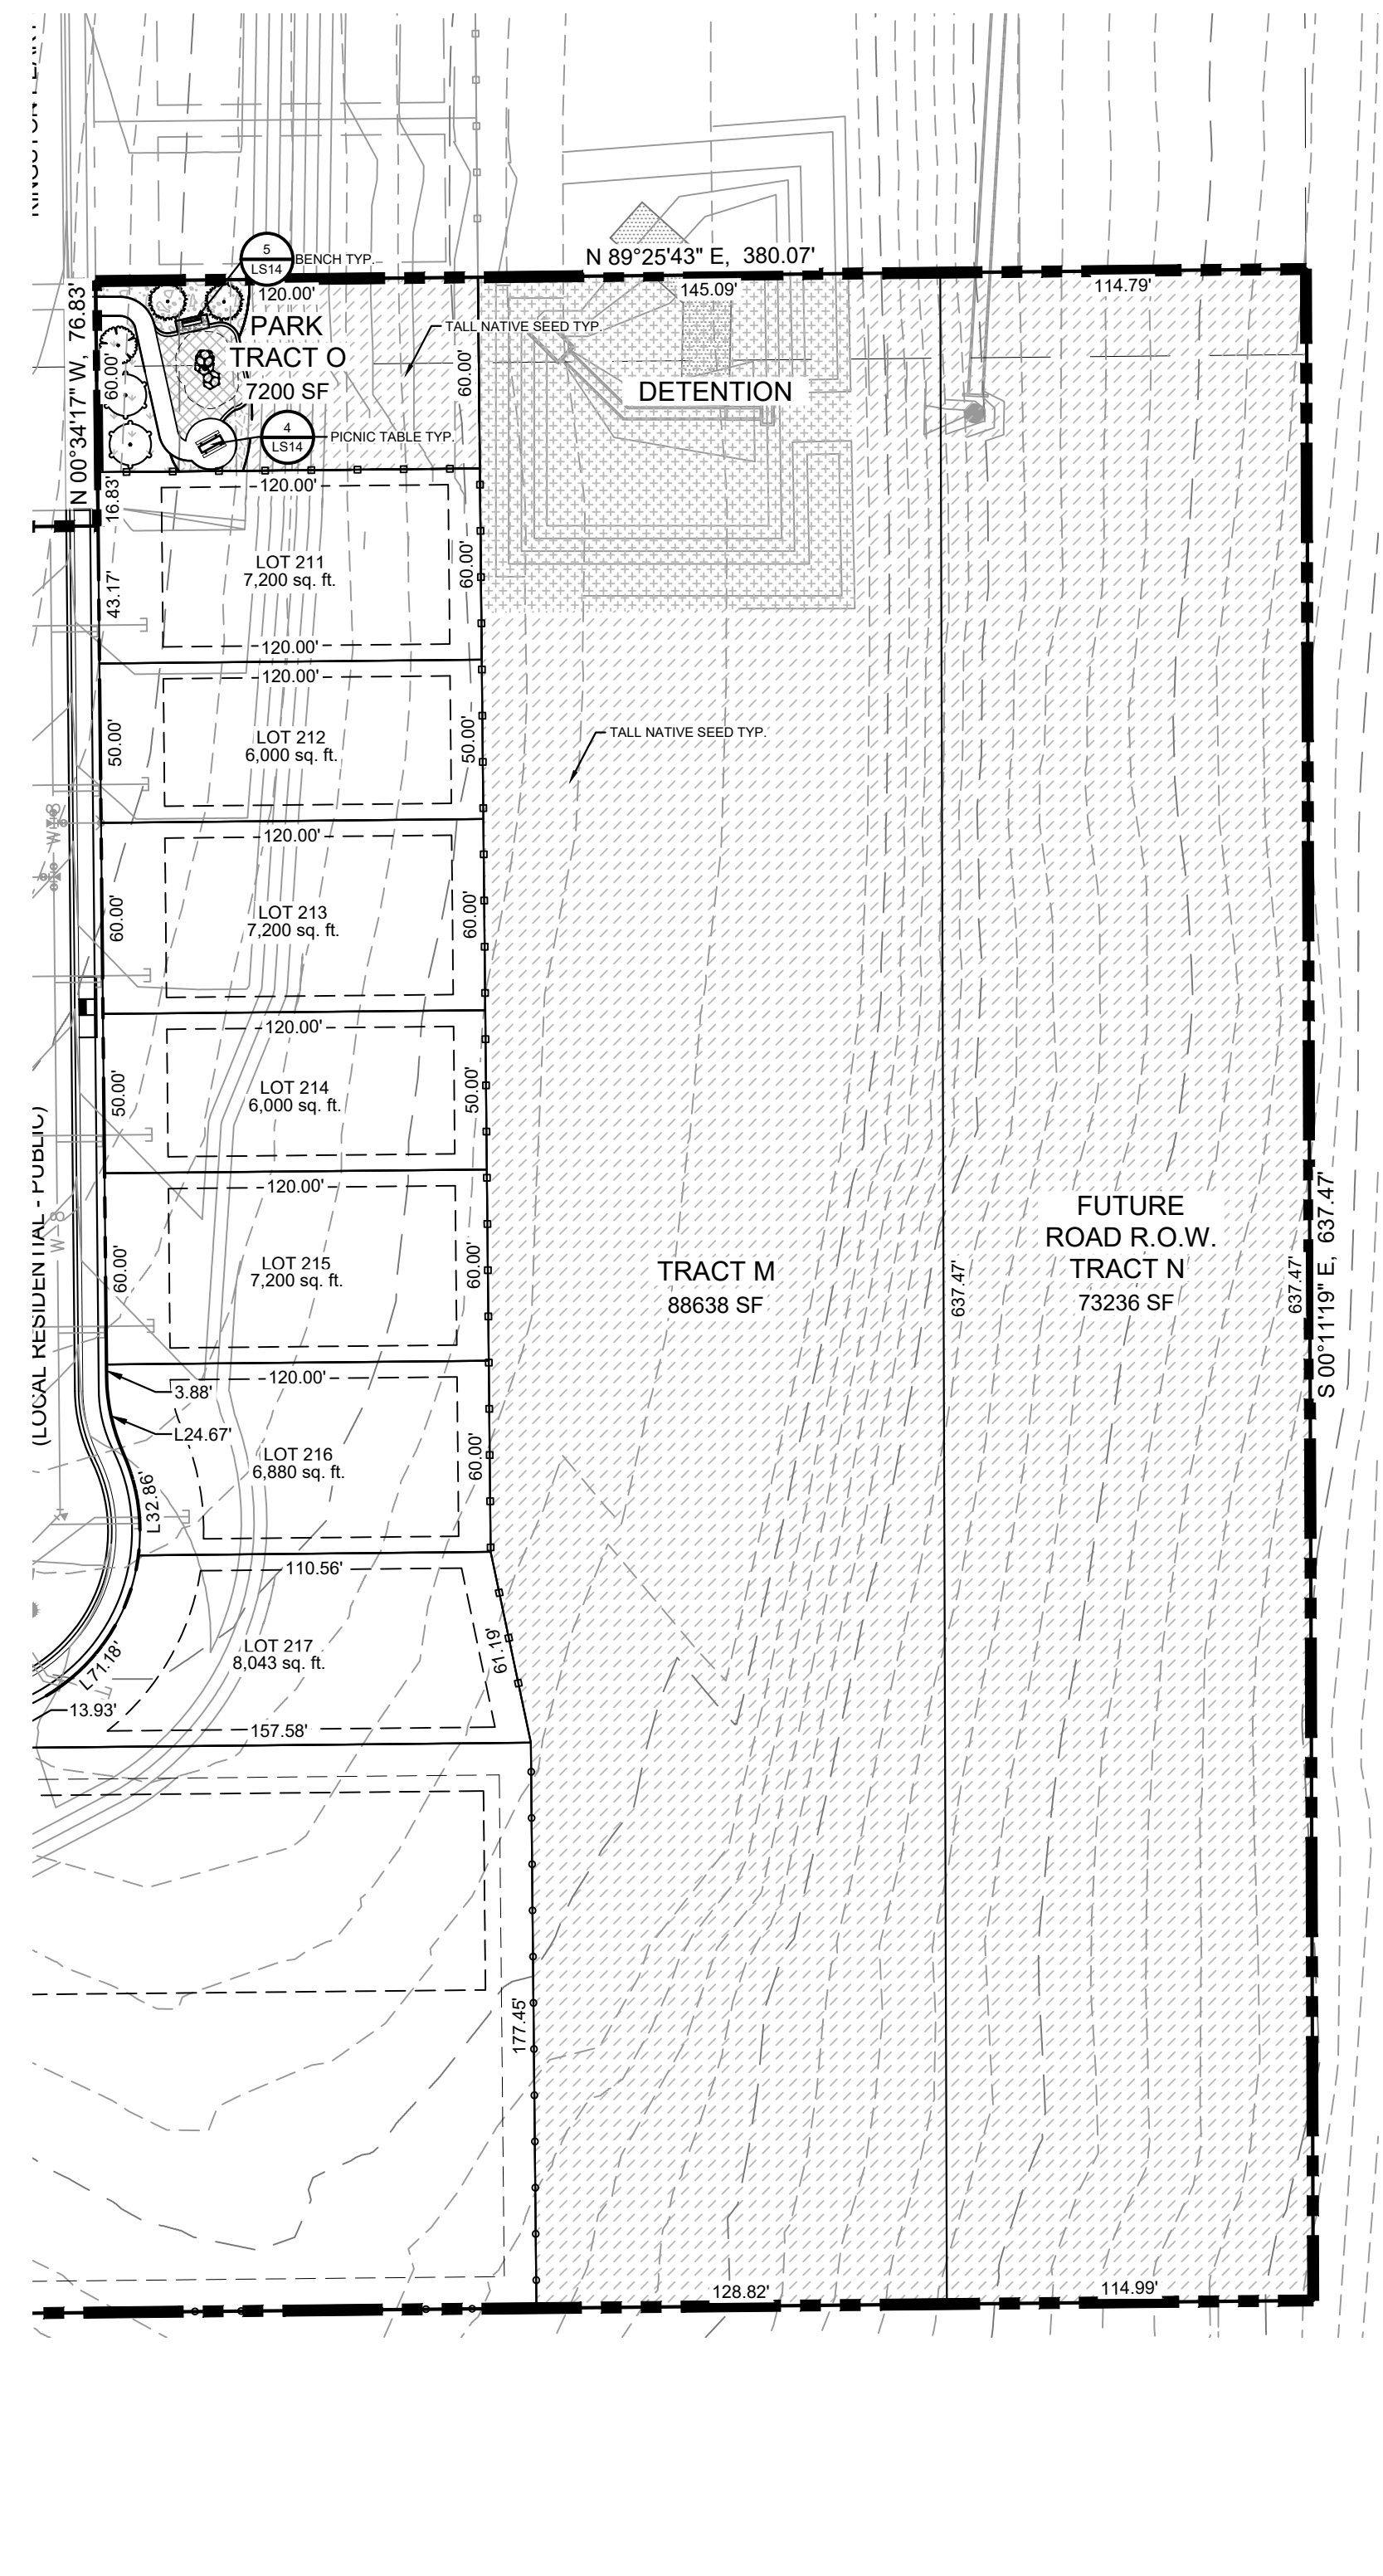 5
LS14
BENCH TYP.
N 89°25'43" E, 380.07'
120.00'
145.09'
114.79'
N 00°34'17" W, 76.83'
PARK
TRACT O
7200 SF
60.00'
60.00'
TALL NATIVE SEED TYP.
DETENTION
4
LS14
PICNIC TABLE TYP.
16.83'
120.00'
43.17'
LOT 211
7,200 sq. ft.
60.00'
120.00'
120.00'
50.00'
LOT 212
6,000 sq. ft.
50.00'
TALL NATIVE SEED TYP.
W-8
120.00'
60.00'
LOT 213
7,200 sq. ft.
60.00'
120.00'
50.00'
LOT 214
6,000 sq. ft.
50.00'
(LOCAL RESIDENTIAL - PUBLIC)
W-8
120.00'
60.00'
LOT 215
7,200 sq. ft.
60.00'
TRACT M
88638 SF
637.47'
FUTURE
ROAD R.O.W.
TRACT N
73236 SF
637.47'
S 00°11'19" E, 637.47'
3.88'
120.00'
L24.67'
LOT 216
6,880 sq. ft.
60.00'
L32.86'
110.56'
LOT 217
8,043 sq. ft.
61.19'
L71.18'
13.93'
157.58'
177.45'
128.82'
114.99'